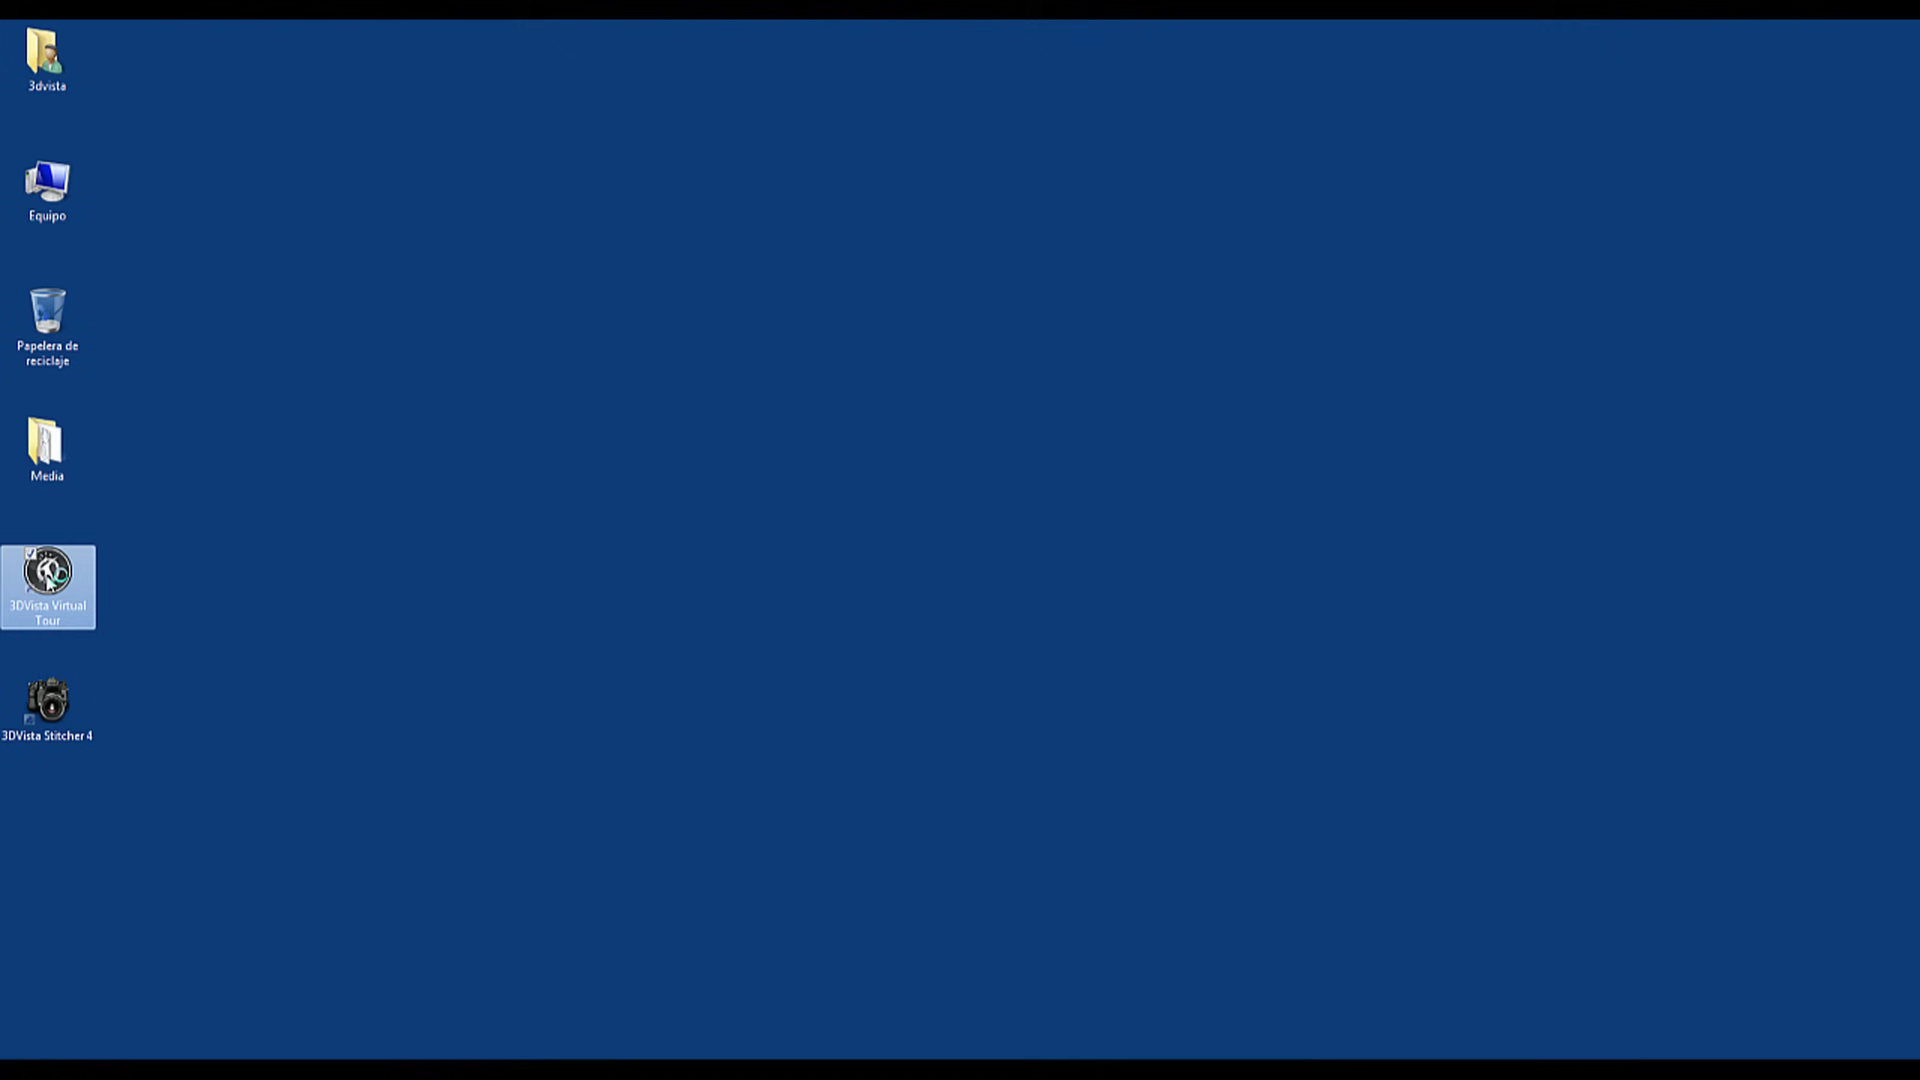 3dvista
Equipo
Papelera de
reciclaje
Media
3DVista Virtual
Tour
3DVista Stitcher 4